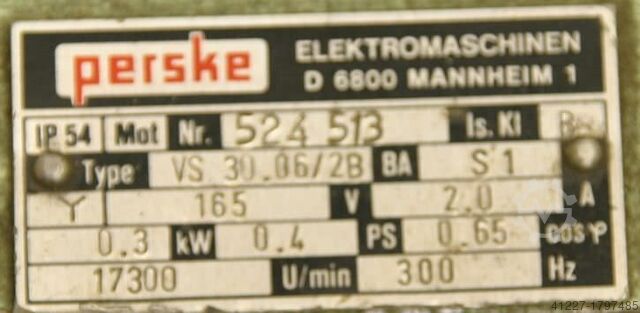 perske ELEKTROMASCHINEN
D 6800 MANNHEIM 1
IP 54 Mot Nr. 524 513 Is. Kl
Type VS 30.06/2B BA S 1
Y 165 V 2.0 A
0.3 kW 0.4 PS 0.65 cos φ
17300 U/min 300 Hz
41227-1797485